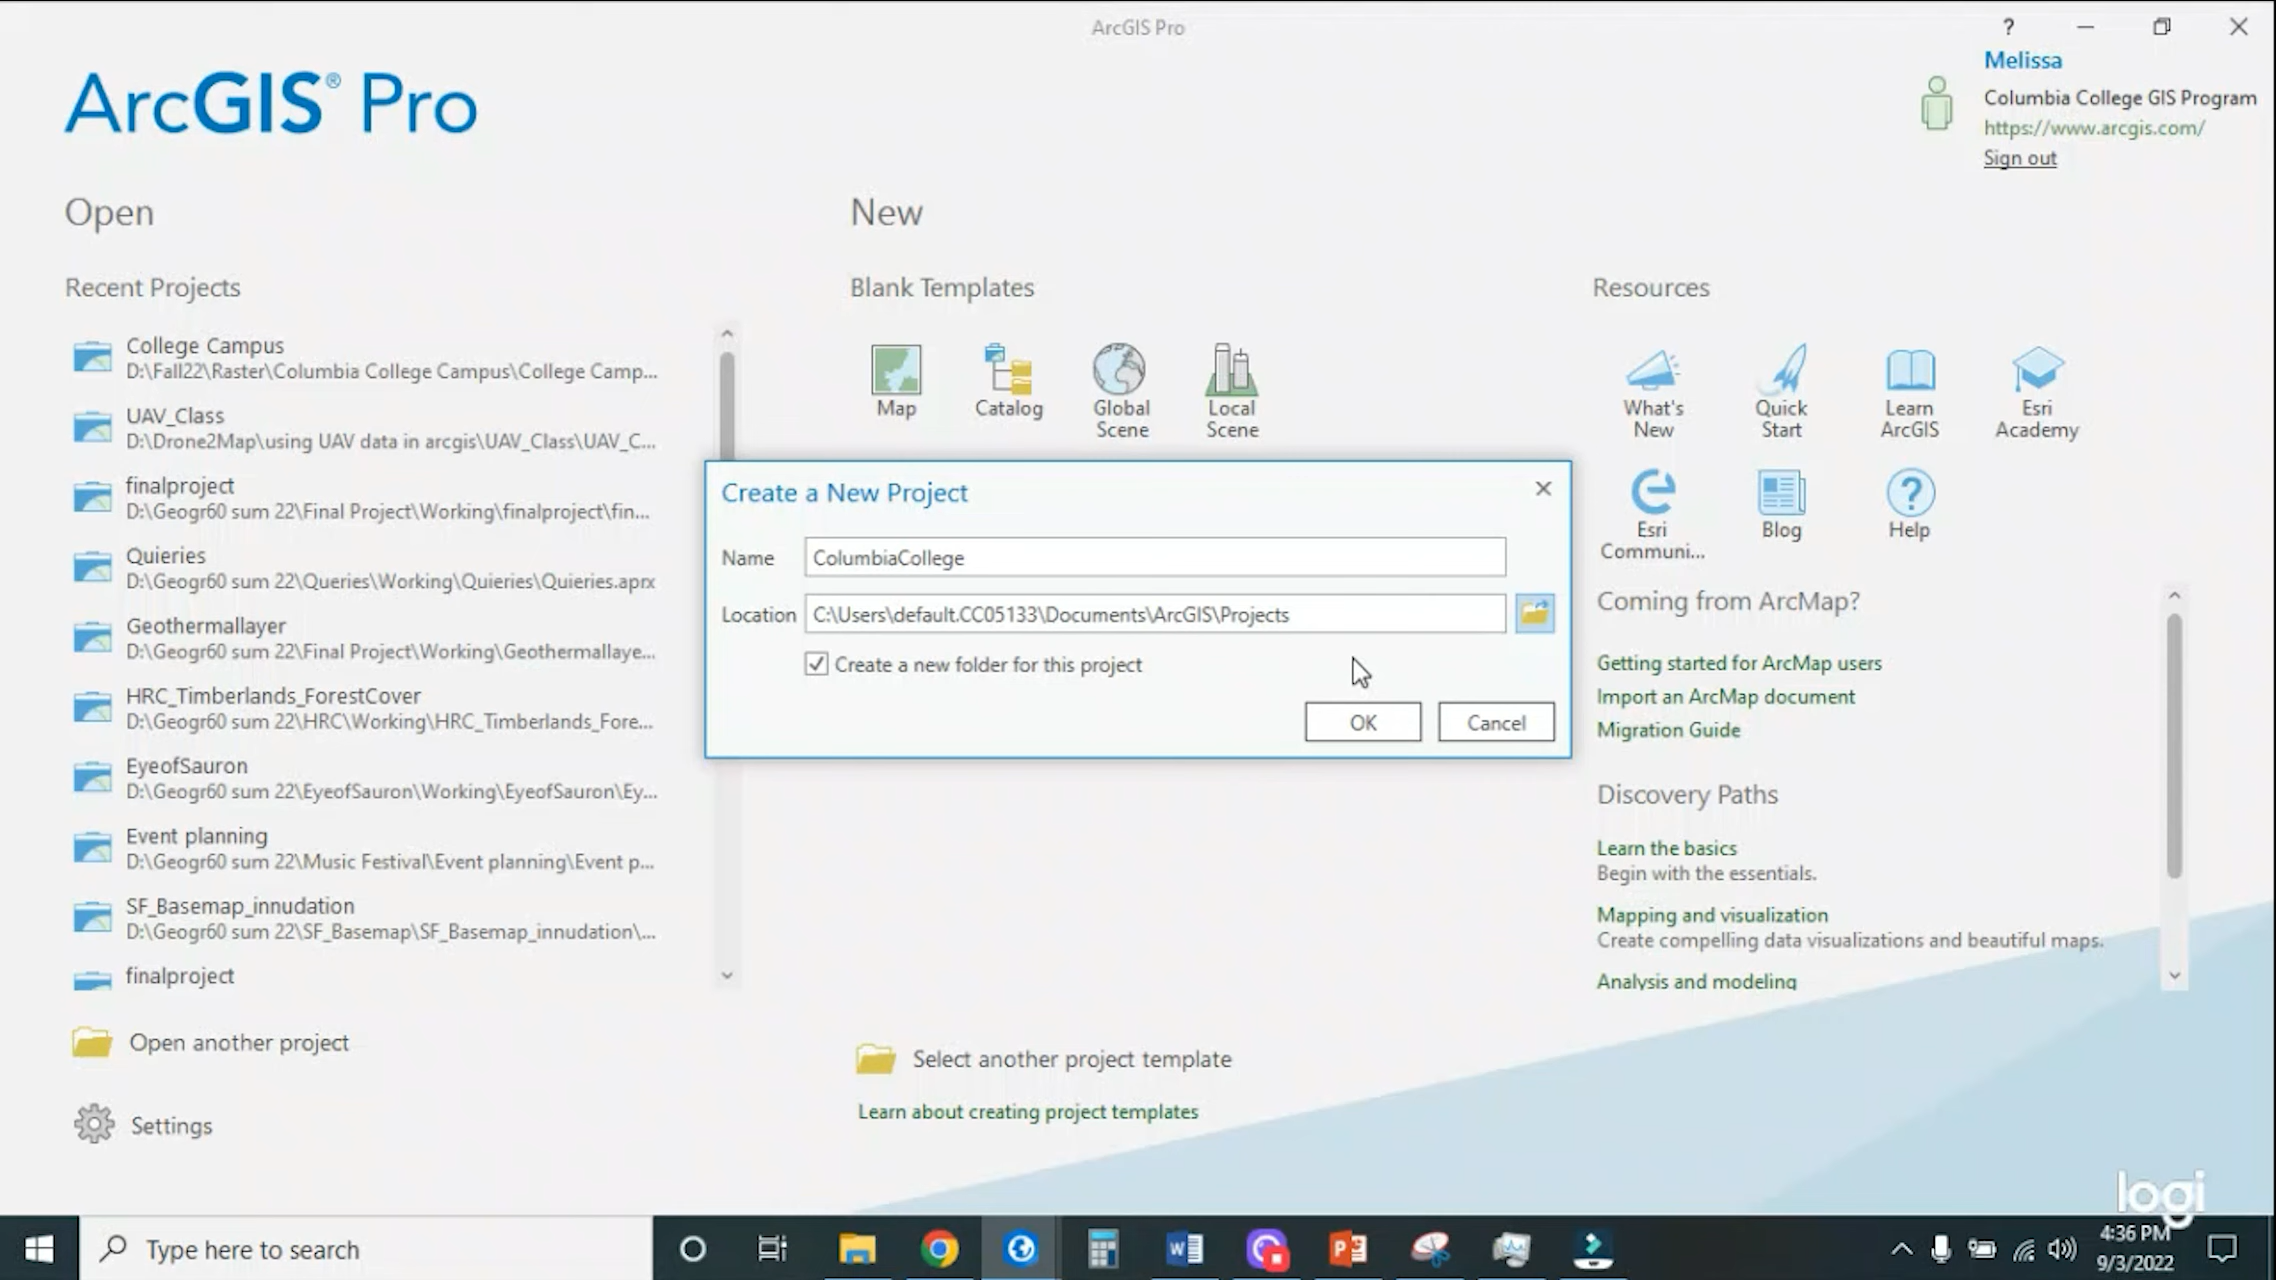 ArcGIS Pro
?
Melissa
Columbia College GIS Program
https://www.arcgis.com/
Sign out
ArcGIS® Pro
Open
New
Recent Projects
Blank Templates
Resources
College Campus
D:\Fall22\Raster\Columbia College Campus\College Camp...
UAV_Class
D:\Drone2Map\using UAV data in arcgis\UAV_Class\UAV_C...
finalproject
D:\Geogr60 sum 22\Final Project\Working\finalproject\fin...
Quieries
D:\Geogr60 sum 22\Queries\Working\Quieries\Quieries.aprx
Geothermallayer
D:\Geogr60 sum 22\Final Project\Working\Geothermallaye...
HRC_Timberlands_ForestCover
D:\Geogr60 sum 22\HRC\Working\HRC_Timberlands_Fore...
EyeofSauron
D:\Geogr60 sum 22\EyeofSauron\Working\EyeofSauron\Ey...
Event planning
D:\Geogr60 sum 22\Music Festival\Event planning\Event p...
SF_Basemap_innudation
D:\Geogr60 sum 22\SF_Basemap\SF_Basemap_innudation\...
finalproject
Open another project
Settings
Map
Catalog
Global
Scene
Local
Scene
Create a New Project
Name
ColumbiaCollege
Location
C:\Users\default.CC05133\Documents\ArcGIS\Projects
Create a new folder for this project
OK
Cancel
Select another project template
Learn about creating project templates
What's
New
Quick
Start
Learn
ArcGIS
Esri
Academy
Esri
Communi...
Blog
Help
Coming from ArcMap?
Getting started for ArcMap users
Import an ArcMap document
Migration Guide
Discovery Paths
Learn the basics
Begin with the essentials.
Mapping and visualization
Create compelling data visualizations and beautiful maps.
Analysis and modeling
logi
Type here to search
4:36 PM
9/3/2022